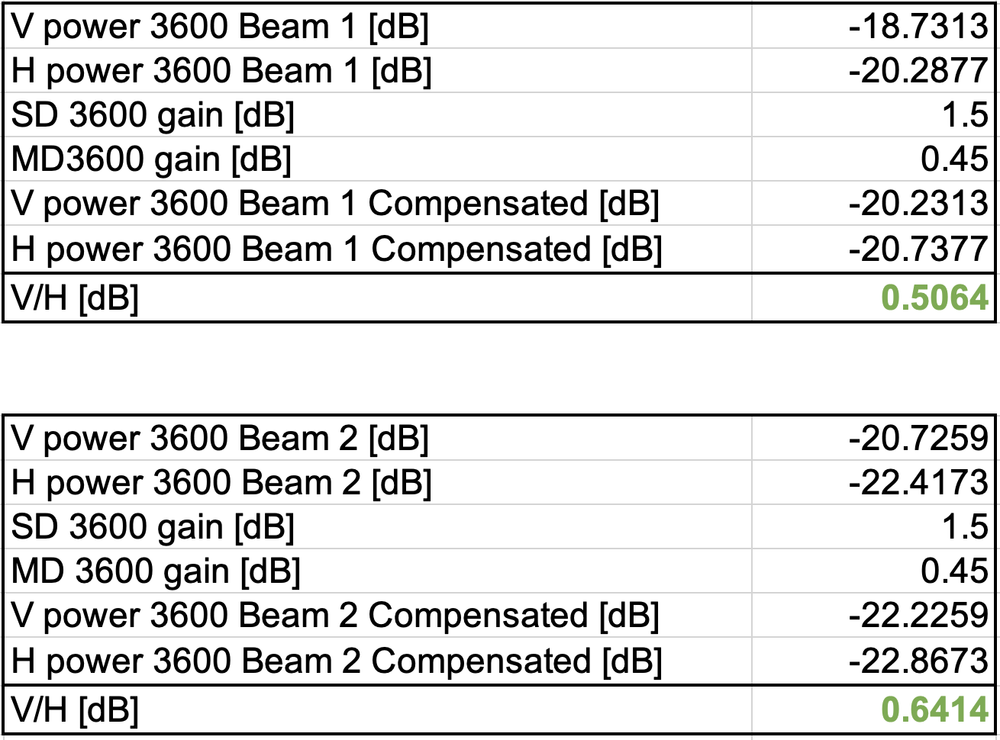 V power 3600 Beam 1 [dB] -18.7313
H power 3600 Beam 1 [dB] -20.2877
SD 3600 gain [dB] 1.5
MD3600 gain [dB] 0.45
V power 3600 Beam 1 Compensated [dB] -20.2313
H power 3600 Beam 1 Compensated [dB] -20.7377
V/H [dB] 0.5064
V power 3600 Beam 2 [dB] -20.7259
H power 3600 Beam 2 [dB] -22.4173
SD 3600 gain [dB] 1.5
MD 3600 gain [dB] 0.45
V power 3600 Beam 2 Compensated [dB] -22.2259
H power 3600 Beam 2 Compensated [dB] -22.8673
V/H [dB] 0.6414